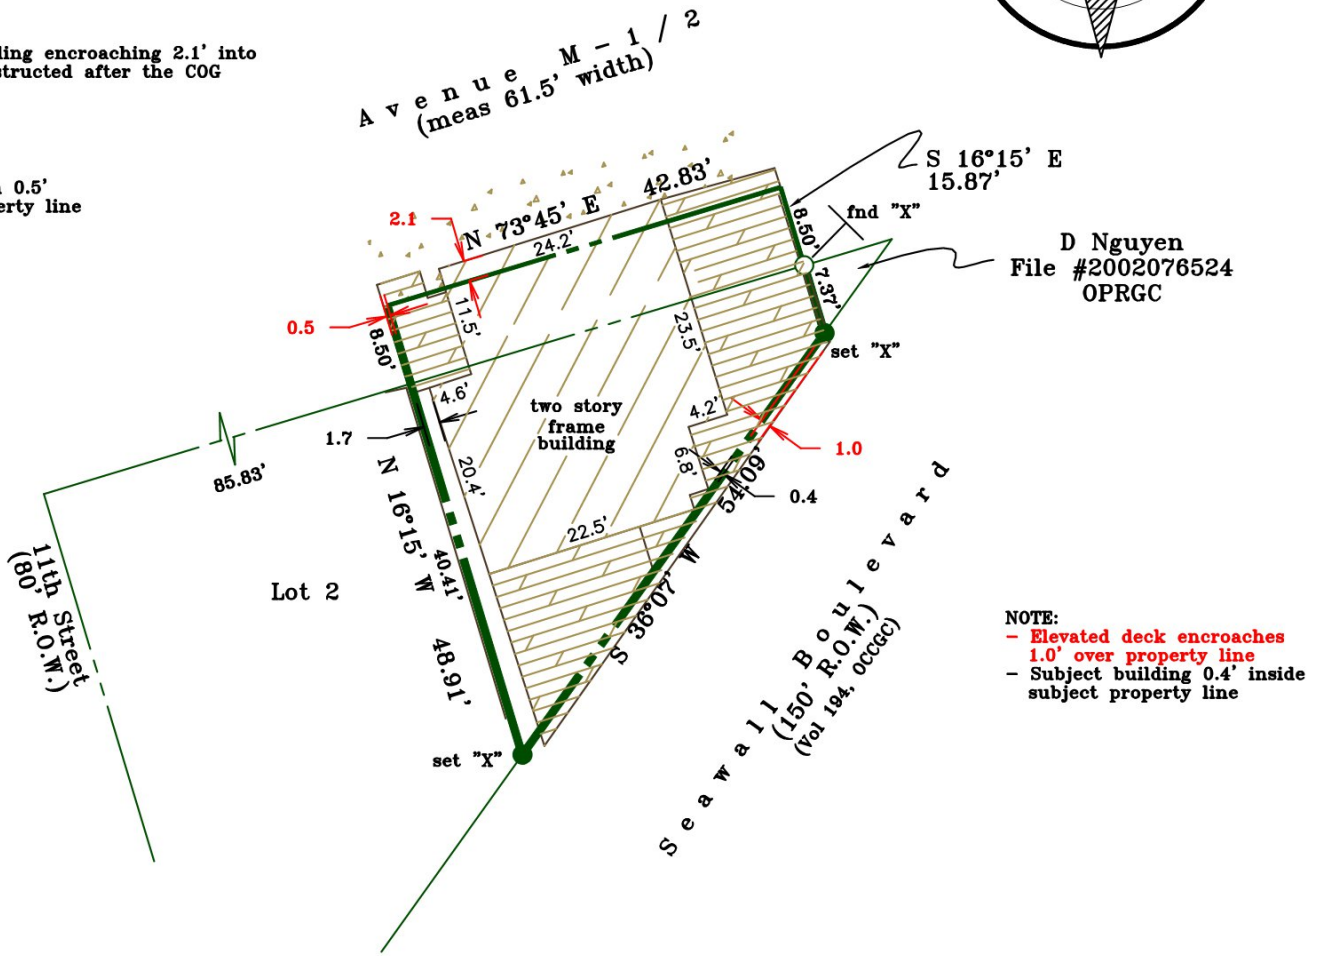 encroaching 2.1' into
after the COG
0.5'
line
Avenue M - 1 / 2
(meas 61.5' width)
S 16°15' E
15.87'
fnd "X"
D Nguyen
File #2002076524
OPRGC
42.83'
N 73°45' E
24.2'
2.1
8.50'
7.37'
0.5
8.50'
11.5'
23.5'
set "X"
4.6'
4.2'
two story
frame
building
1.7
1.0
6.8'
54.09'
0.4
85.83'
20.4'
22.5'
N 16°15' W
40.41'
48.91'
S 36°07' W
11th Street
(80' R.O.W.)
Lot 2
Seawall Boulevard
(150' R.O.W.)
(Vol 194, OCCGC)
set "X"
NOTE:
- Elevated deck encroaches
1.0' over property line
- Subject building 0.4' inside
subject property line